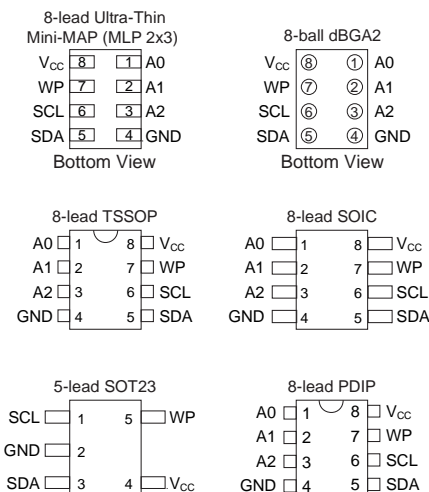 8-lead Ultra-Thin
Mini-MAP (MLP 2x3)
VCC 8 1 A0
WP 7 2 A1
SCL 6 3 A2
SDA 5 4 GND
Bottom View
8-ball dBGA2
VCC 8 1 A0
WP 7 2 A1
SCL 6 3 A2
SDA 5 4 GND
Bottom View
8-lead TSSOP
A0 1 8 VCC
A1 2 7 WP
A2 3 6 SCL
GND 4 5 SDA
8-lead SOIC
A0 1 8 VCC
A1 2 7 WP
A2 3 6 SCL
GND 4 5 SDA
5-lead SOT23
SCL 1 5 WP
GND 2
SDA 3 4 VCC
8-lead PDIP
A0 1 8 VCC
A1 2 7 WP
A2 3 6 SCL
GND 4 5 SDA